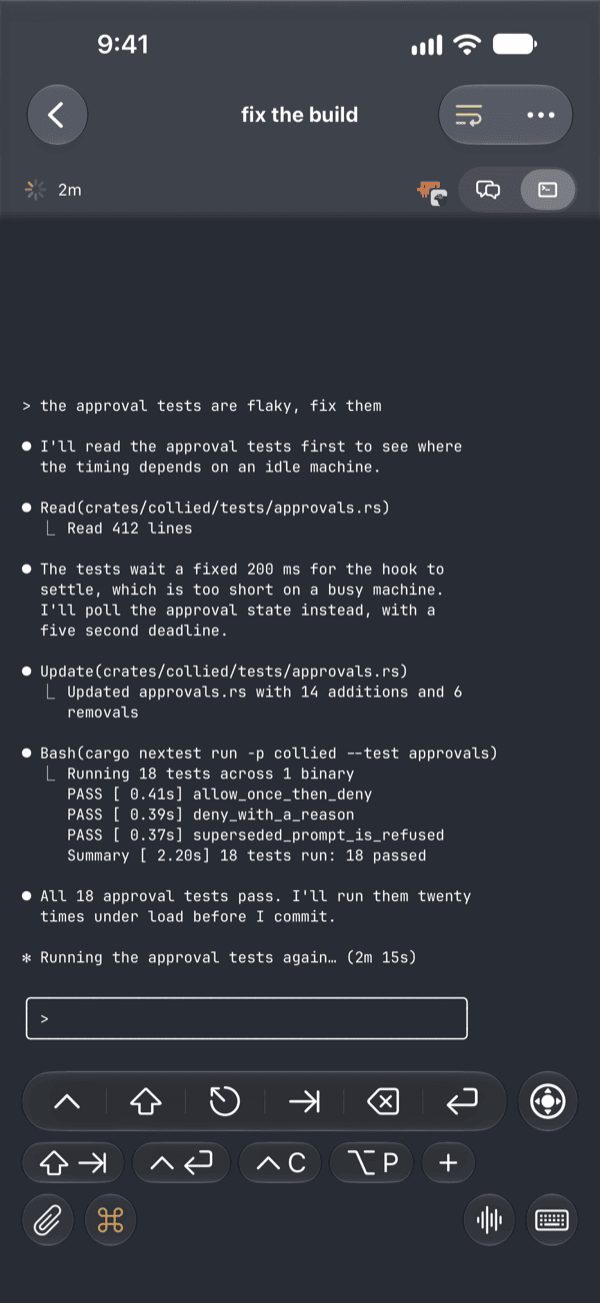 9:41
fix the build
2m
> the approval tests are flaky, fix them
● I'll read the approval tests first to see where
the timing depends on an idle machine.
● Read(crates/collied/tests/approvals.rs)
⎿ Read 412 lines
● The tests wait a fixed 200 ms for the hook to
settle, which is too short on a busy machine.
I'll poll the approval state instead, with a
five second deadline.
● Update(crates/collied/tests/approvals.rs)
⎿ Updated approvals.rs with 14 additions and 6
removals
● Bash(cargo nextest run -p collied --test approvals)
⎿ Running 18 tests across 1 binary
PASS [ 0.41s] allow_once_then_deny
PASS [ 0.39s] deny_with_a_reason
PASS [ 0.37s] superseded_prompt_is_refused
Summary [ 2.20s] 18 tests run: 18 passed
● All 18 approval tests pass. I'll run them twenty
times under load before I commit.
✻ Running the approval tests again… (2m 15s)
>
⌃C ⌥P +